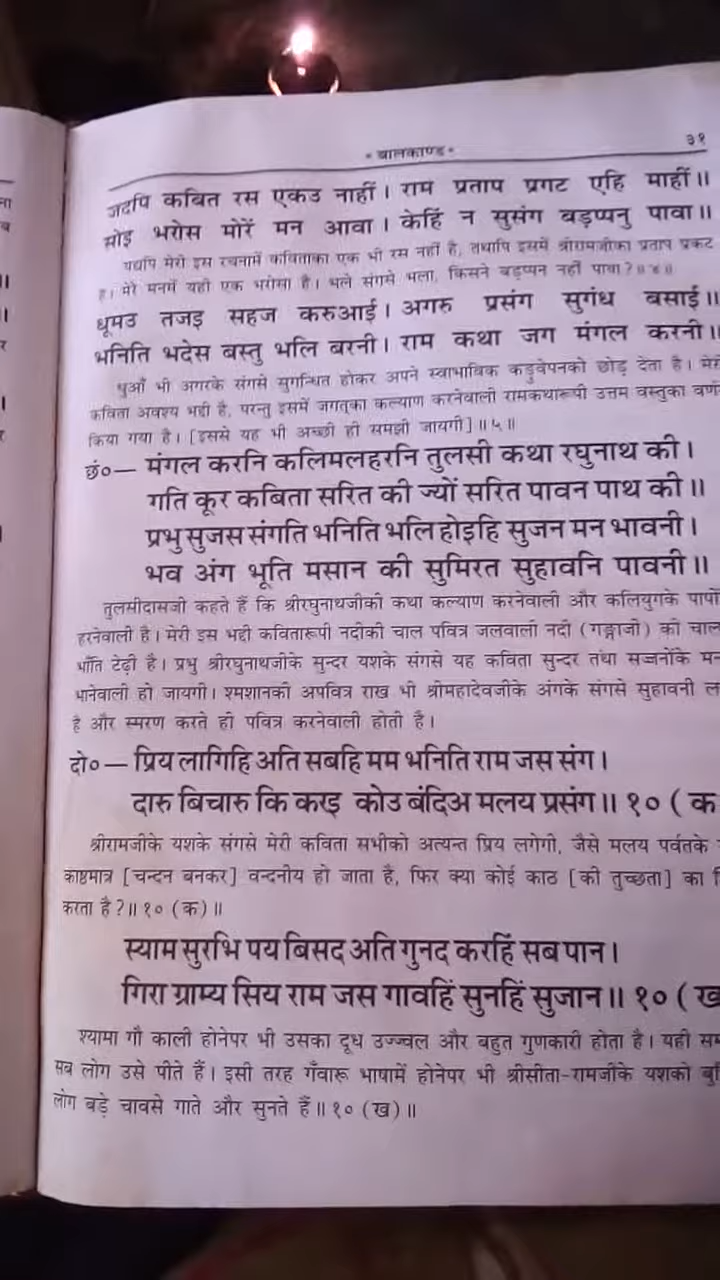 • बालकाण्ड •
३१
जदपि कबित रस एकउ नाहीं। राम प्रताप प्रगट एहि माहीं॥
सोइ भरोस मोरें मन आवा। केहिं न सुसंग बड़प्पनु पावा॥
यद्यपि मेरी इस रचनामें कविताका एक भी रस नहीं है, तथापि इसमें श्रीरामजीका प्रताप प्रकट
है। मेरे मनमें यही एक भरोसा है। भले संगसे भला, किसने बड़प्पन नहीं पाया?॥४॥
धूमउ तजइ सहज करुआई। अगरु प्रसंग सुगंध बसाई॥
भनिति भदेस बस्तु भलि बरनी। राम कथा जग मंगल करनी॥
धुआँ भी अगरके संगसे सुगन्धित होकर अपने स्वाभाविक कड़ुवेपनको छोड़ देता है। मेरी
कविता अवश्य भद्दी है, परन्तु इसमें जगत्का कल्याण करनेवाली रामकथारूपी उत्तम वस्तुका वर्ण
किया गया है। [इससे यह भी अच्छी ही समझी जायगी]॥५॥
छं०— मंगल करनि कलिमलहरनि तुलसी कथा रघुनाथ की।
गति कूर कबिता सरित की ज्यों सरित पावन पाथ की॥
प्रभु सुजस संगति भनिति भलि होइहि सुजन मन भावनी।
भव अंग भूति मसान की सुमिरत सुहावनि पावनी॥
तुलसीदासजी कहते हैं कि श्रीरघुनाथजीकी कथा कल्याण करनेवाली और कलियुगके पापों
हरनेवाली है। मेरी इस भद्दी कवितारूपी नदीकी चाल पवित्र जलवाली नदी (गङ्गाजी) की चाल
भाँति टेढ़ी है। प्रभु श्रीरघुनाथजीके सुन्दर यशके संगसे यह कविता सुन्दर तथा सज्जनोंके मन
भानेवाली हो जायगी। श्मशानकी अपवित्र राख भी श्रीमहादेवजीके अंगके संगसे सुहावनी ल
है और स्मरण करते ही पवित्र करनेवाली होती है।
दो०— प्रिय लागिहि अति सबहि मम भनिति राम जस संग।
दारु बिचारु कि करइ कोउ बंदिअ मलय प्रसंग॥ १० ( क
श्रीरामजीके यशके संगसे मेरी कविता सभीको अत्यन्त प्रिय लगेगी, जैसे मलय पर्वतके
काष्ठमात्र [चन्दन बनकर] वन्दनीय हो जाता है, फिर क्या कोई काठ [की तुच्छता] का
करता है?॥ १० (क)॥
स्याम सुरभि पय बिसद अति गुनद करहिं सब पान।
गिरा ग्राम्य सिय राम जस गावहिं सुनहिं सुजान॥ १० ( ख
श्यामा गौ काली होनेपर भी उसका दूध उज्ज्वल और बहुत गुणकारी होता है। यही सम
सब लोग उसे पीते हैं। इसी तरह गँवारू भाषामें होनेपर भी श्रीसीता-रामजीके यशको बु
लोग बड़े चावसे गाते और सुनते हैं॥ १० (ख)॥